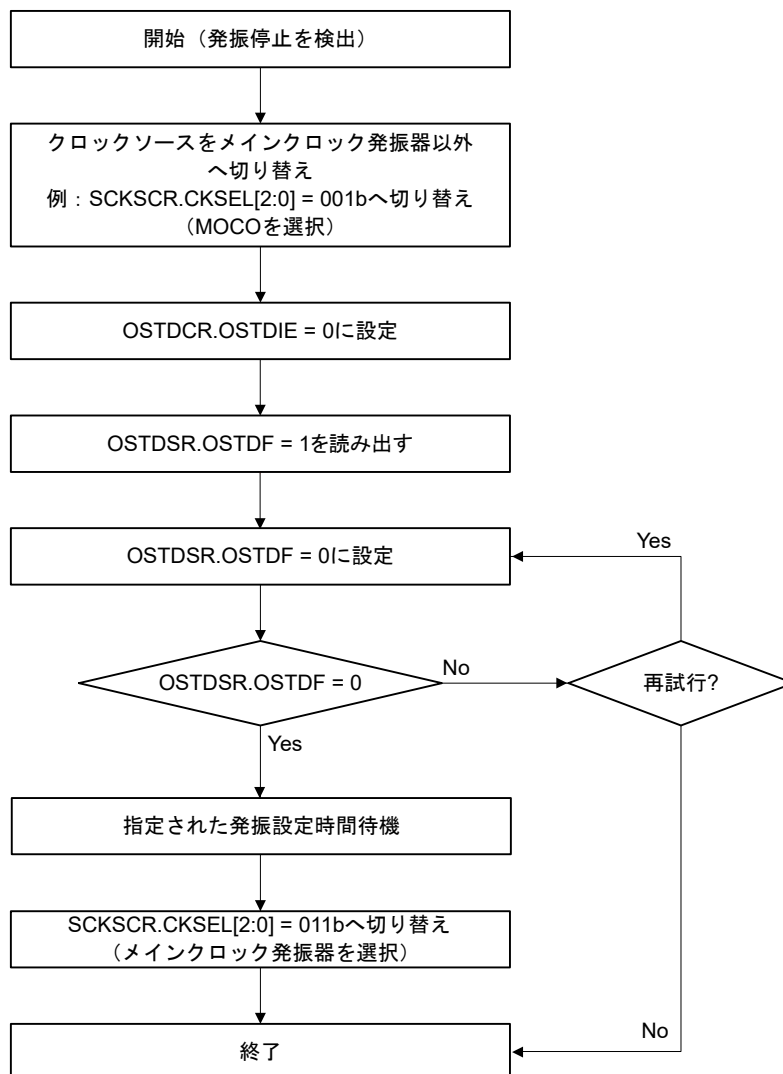 開始（発振停止を検出）
クロックソースをメインクロック発振器以外
へ切り替え
例：SCKSCR.CKSEL[2:0] = 001bへ切り替え
（MOCOを選択）
OSTDCR.OSTDIE = 0に設定
OSTDSR.OSTDF = 1を読み出す
OSTDSR.OSTDF = 0に設定
Yes
OSTDSR.OSTDF = 0
No
再試行?
Yes
指定された発振設定時間待機
SCKSCR.CKSEL[2:0] = 011bへ切り替え
（メインクロック発振器を選択）
No
終了